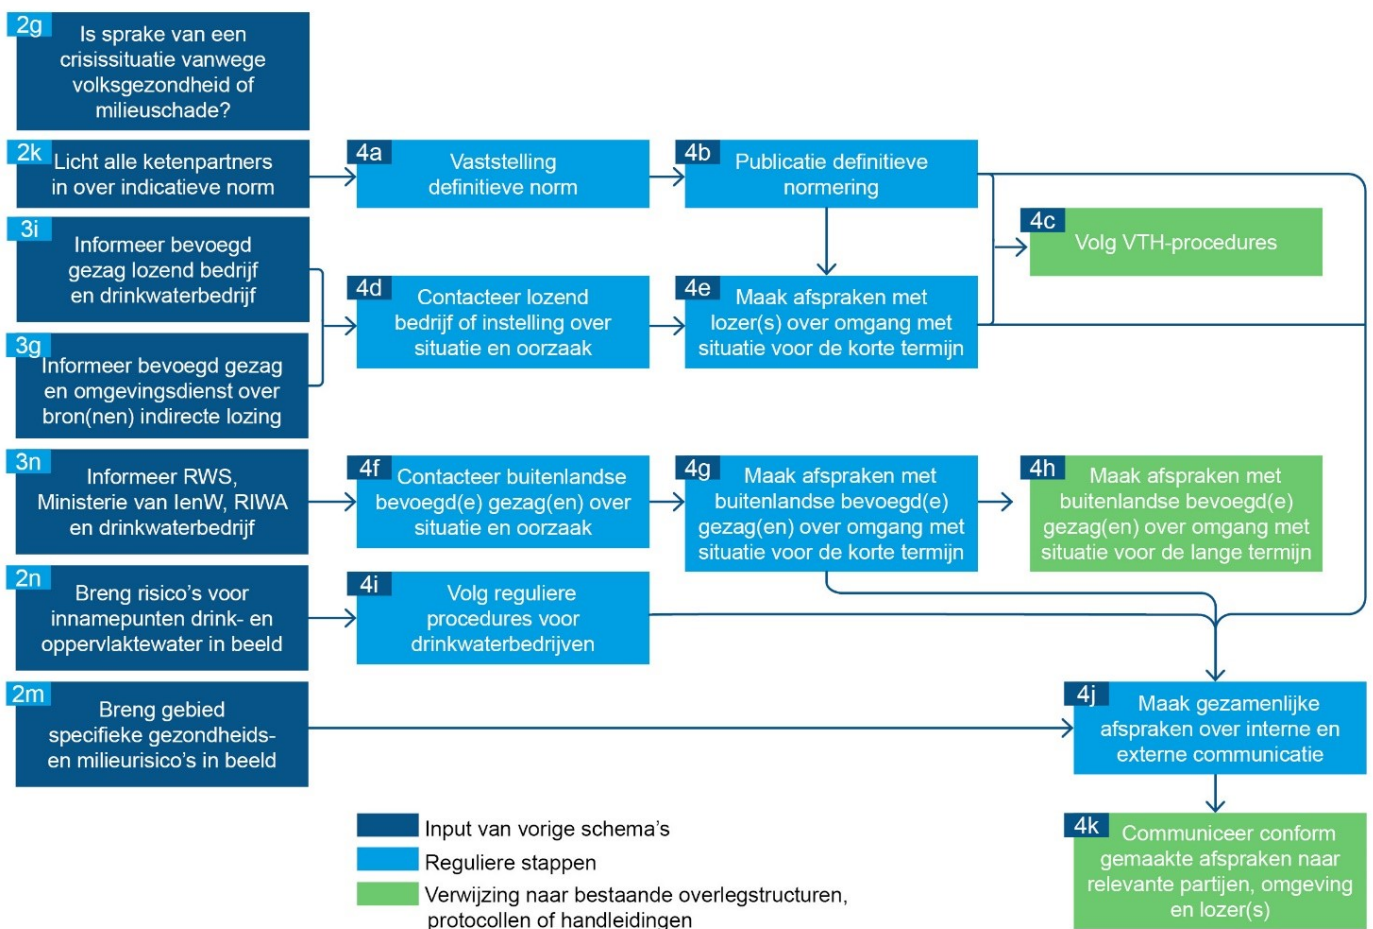 2g
Is sprake van een
crisissituatie vanwege
volksgezondheid of
milieuschade?
2k
Licht alle ketenpartners
in over indicatieve norm
4a
Vaststelling
definitieve norm
4b
Publicatie definitieve
normering
4c
Volg VTH-procedures
3i
Informeer bevoegd
gezag lozend bedrijf
en drinkwaterbedrijf
4d
Contacteer lozend
bedrijf of instelling over
situatie en oorzaak
4e
Maak afspraken met
lozer(s) over omgang met
situatie voor de korte termijn
3g
Informeer bevoegd gezag
en omgevingsdienst over
bron(nen) indirecte lozing
3n
Informeer RWS,
Ministerie van IenW, RIWA
en drinkwaterbedrijf
4f
Contacteer buitenlandse
bevoegd(e) gezag(en) over
situatie en oorzaak
4g
Maak afspraken met
buitenlandse bevoegd(e)
gezag(en) over omgang met
situatie voor de korte termijn
4h
Maak afspraken met
buitenlandse bevoegd(e)
gezag(en) over omgang met
situatie voor de lange termijn
2n
Breng risico's voor
innamepunten drink- en
oppervlaktewater in beeld
4i
Volg reguliere
procedures voor
drinkwaterbedrijven
2m
Breng gebied
specifieke gezondheids-
en milieurisico's in beeld
4j
Maak gezamenlijke
afspraken over interne en
externe communicatie
4k
Communiceer conform
gemaakte afspraken naar
relevante partijen, omgeving
en lozer(s)
Input van vorige schema's
Reguliere stappen
Verwijzing naar bestaande overlegstructuren,
protocollen of handleidingen